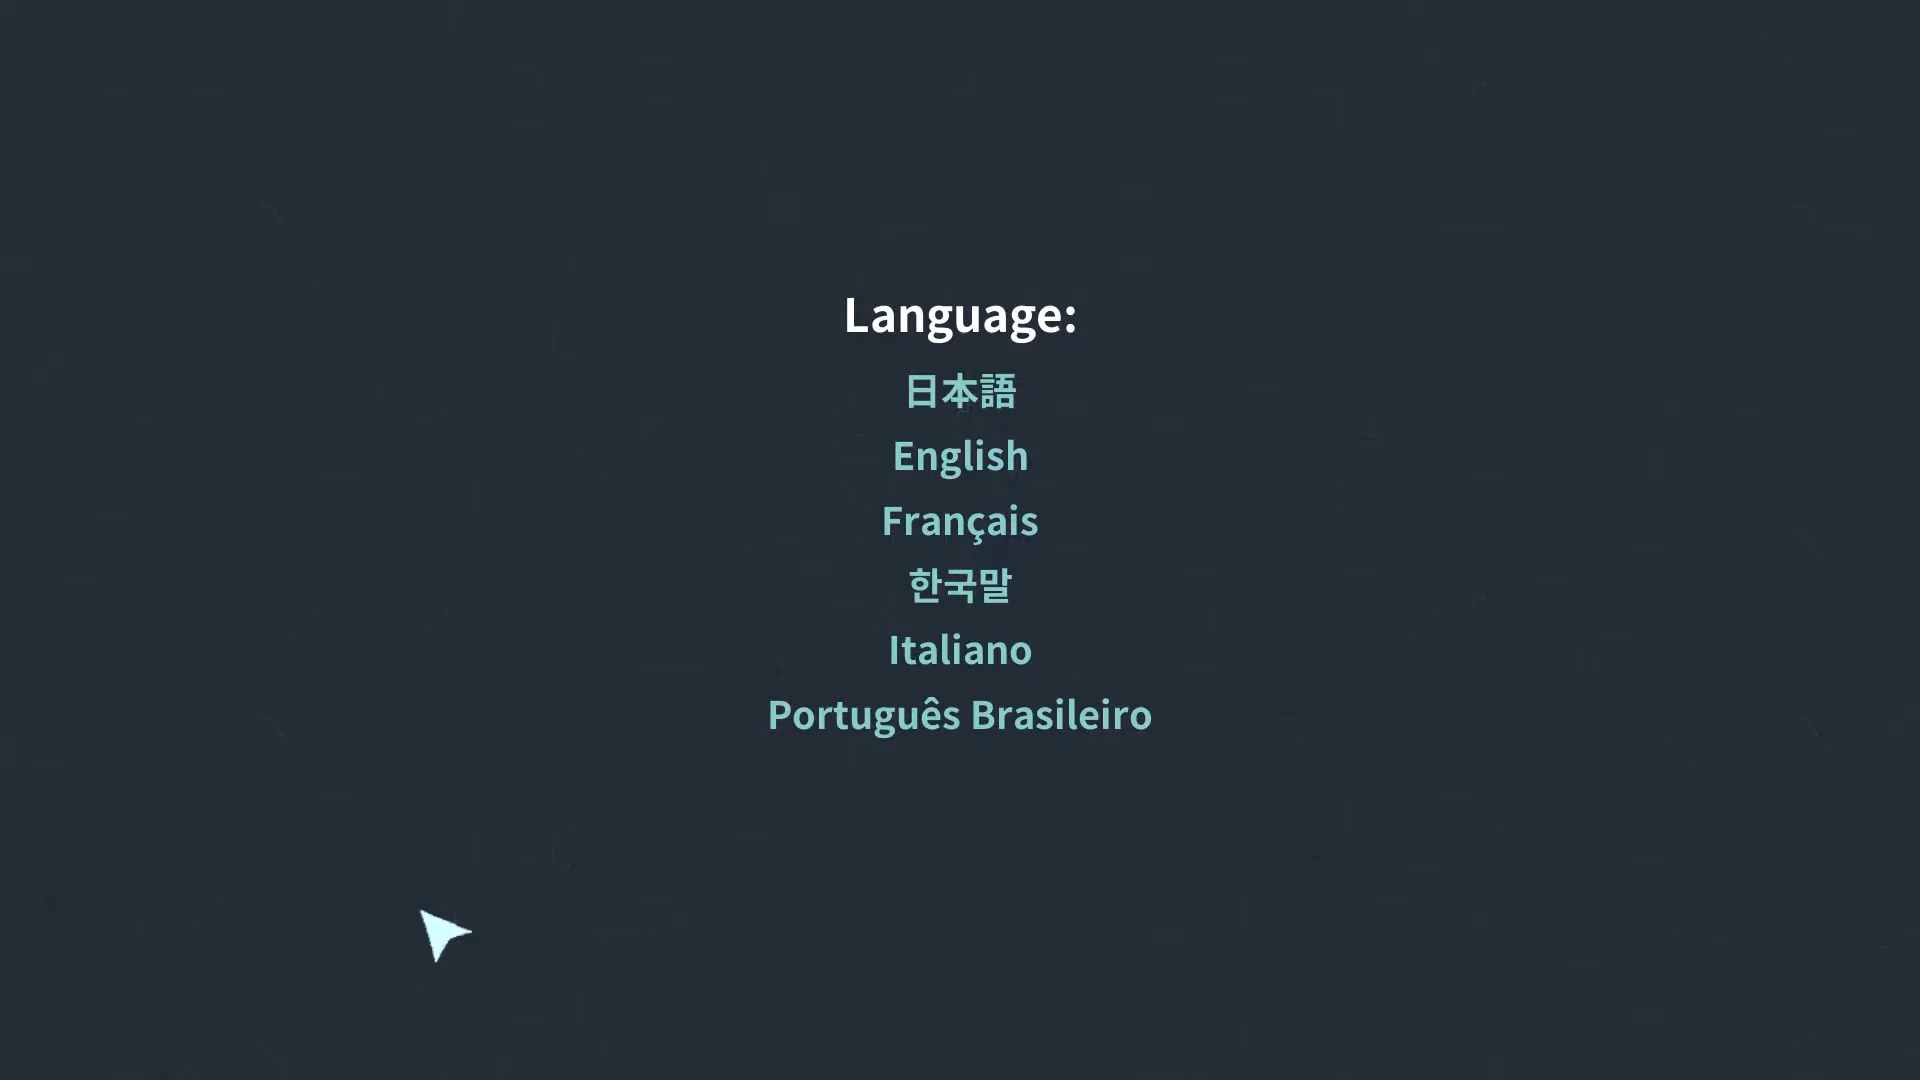 Language:
日本語
English
Français
한국말
Italiano
Português Brasileiro